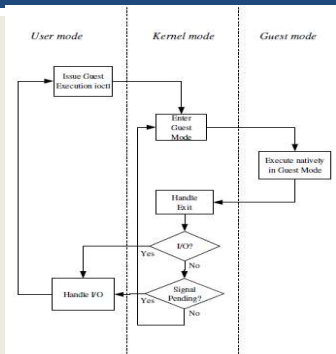 User mode
Kernel mode
Guest mode
Issue Guest
Execution ioctl
Enter
Guest
Mode
Execute natively
in Guest Mode
Handle
Exit
I/O?
Yes
No
Handle I/O
Signal
Pending?
Yes
No